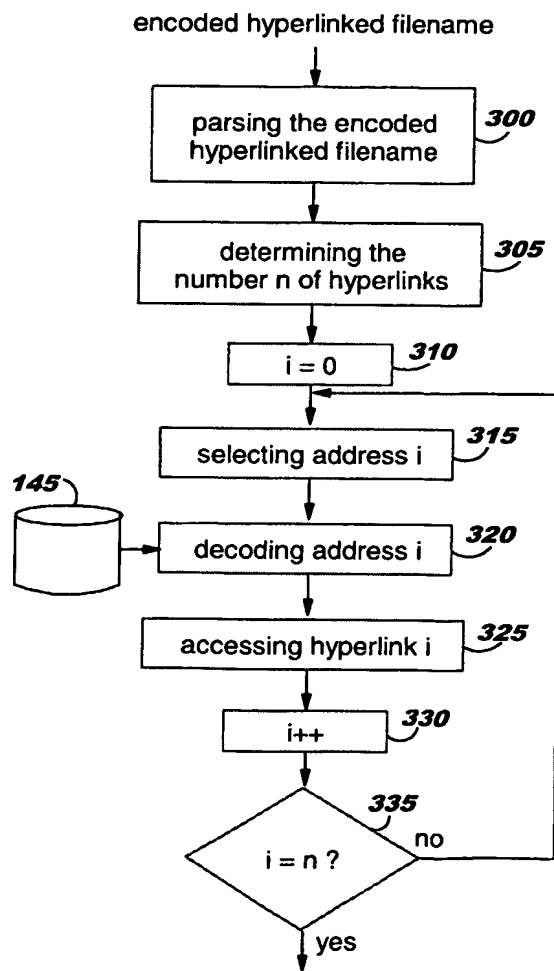 encoded hyperlinked filename
parsing the encoded
hyperlinked filename
300
determining the
number n of hyperlinks
305
i = 0
310
selecting address i
315
145
decoding address i
320
accessing hyperlink i
325
i++
330
335
i = n ?
no
yes